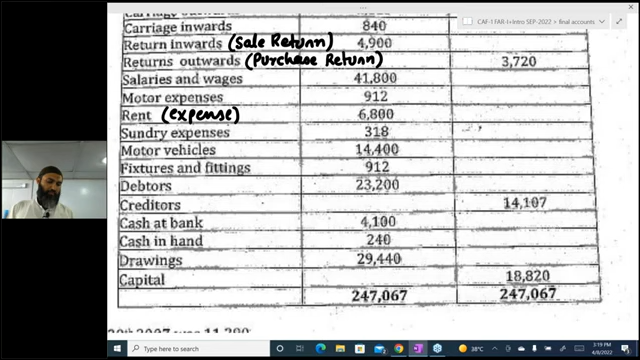 CAF-1 FAR-I+Intro SEP-2022 > final accounts
Carriage inwards 840
Return inwards (Sale Return) 4,900
Returns outwards (Purchase Return) 3,720
Salaries and wages 41,800
Motor expenses 912
Rent (expense) 6,800
Sundry expenses 318
Motor vehicles 14,400
Fixtures and fittings 912
Debtors 23,200
Creditors 14,107
Cash at bank 4,100
Cash in hand 240
Drawings 29,440
Capital 18,820
247,067 247,067
Type here to search
38°C
3:19 PM
4/8/2022